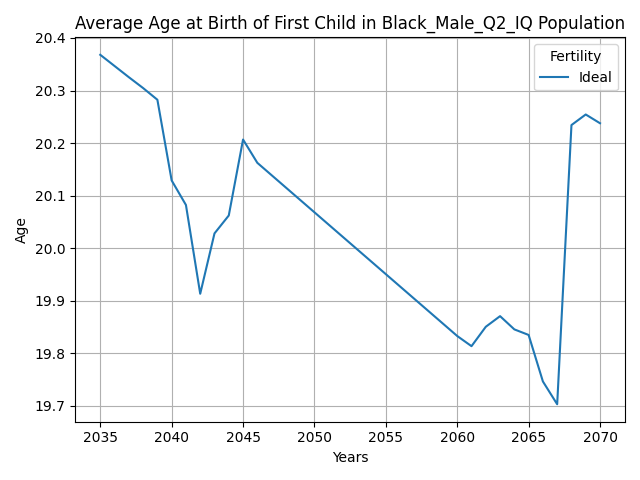 Average Age at Birth of First Child in Black_Male_Q2_IQ Population
20.4
20.3
20.2
20.1
20.0
19.9
19.8
19.7
Age
Fertility
Ideal
2035 2040 2045 2050 2055 2060 2065 2070
Years